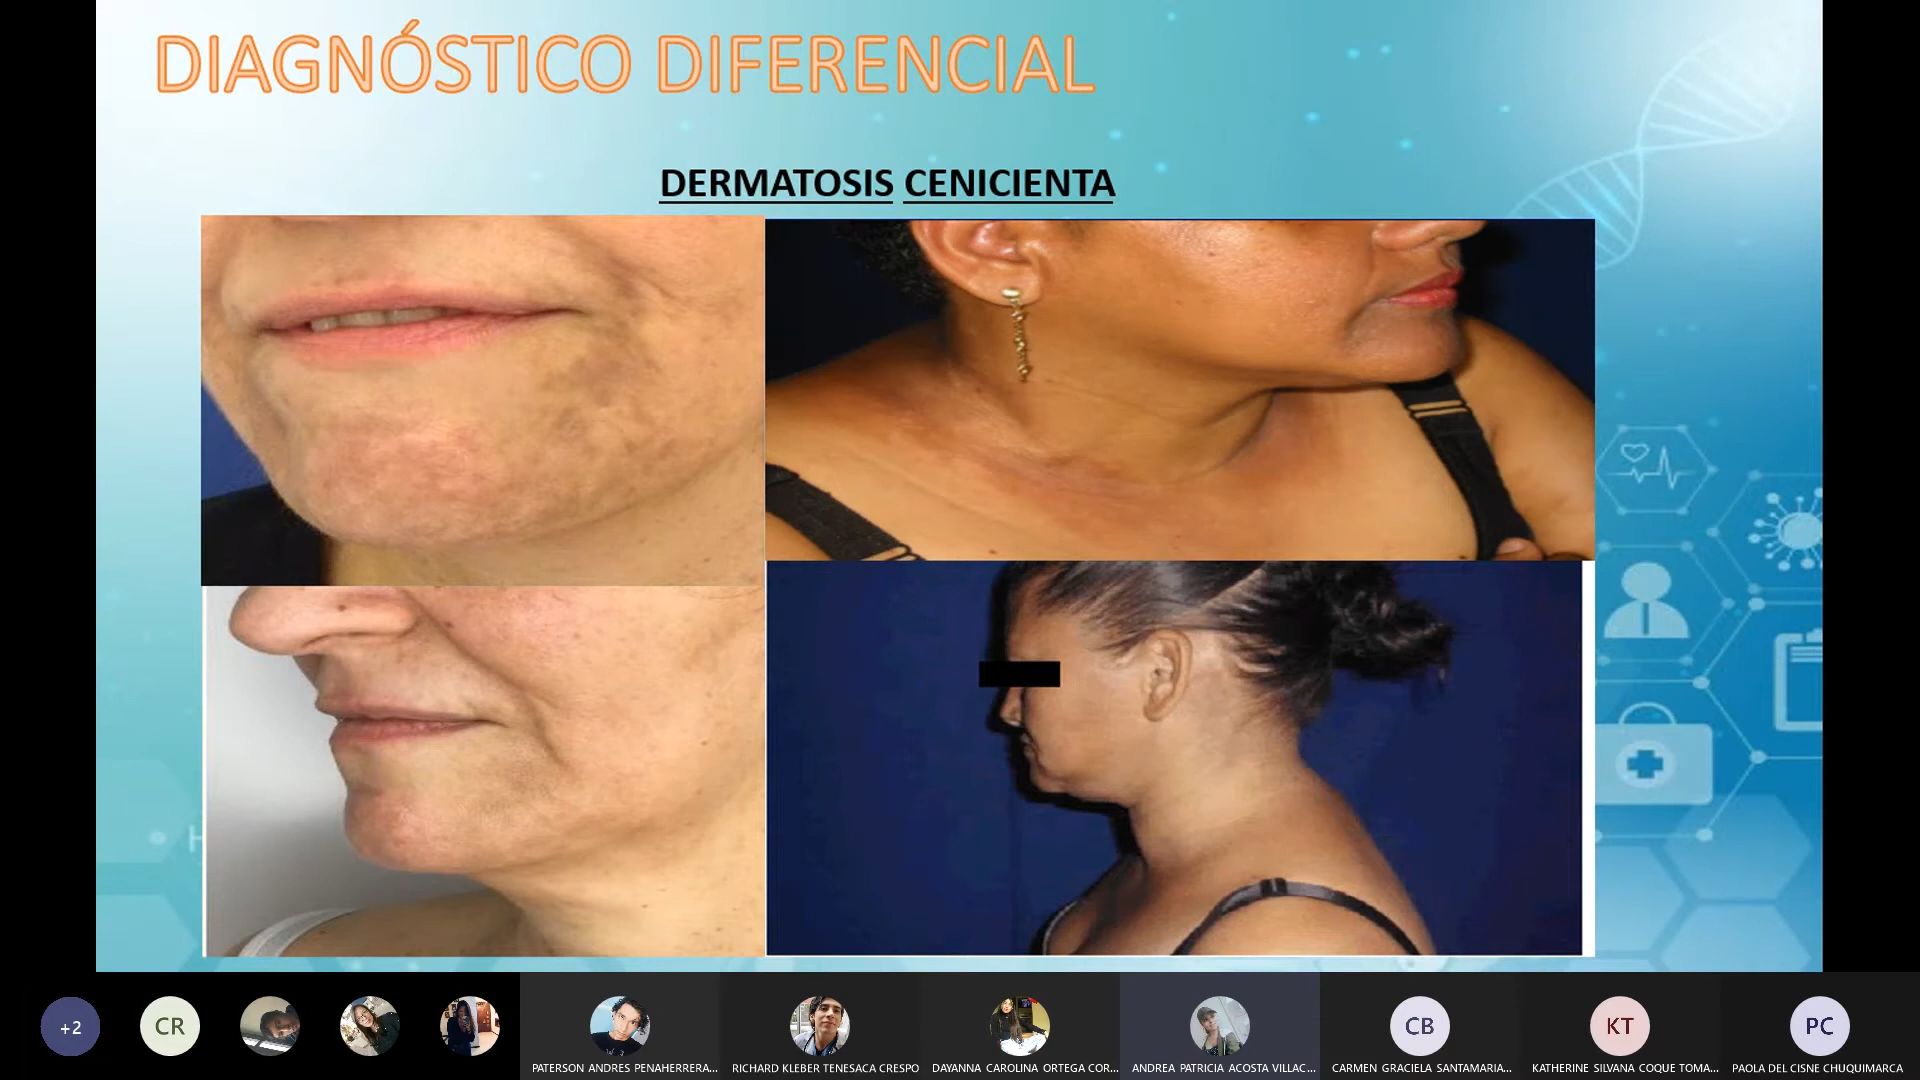 DIAGNÓSTICO DIFERENCIAL
DERMATOSIS CENICIENTA
H
+2
CR
CB
KT
PC
PATERSON ANDRES PENAHERRERA...
RICHARD KLEBER TENESACA CRESPO
DAYANNA CAROLINA ORTEGA COR...
ANDREA PATRICIA ACOSTA VILLAC...
CARMEN GRACIELA SANTAMARIA...
KATHERINE SILVANA COQUE TOMA...
PAOLA DEL CISNE CHUQUIMARCA